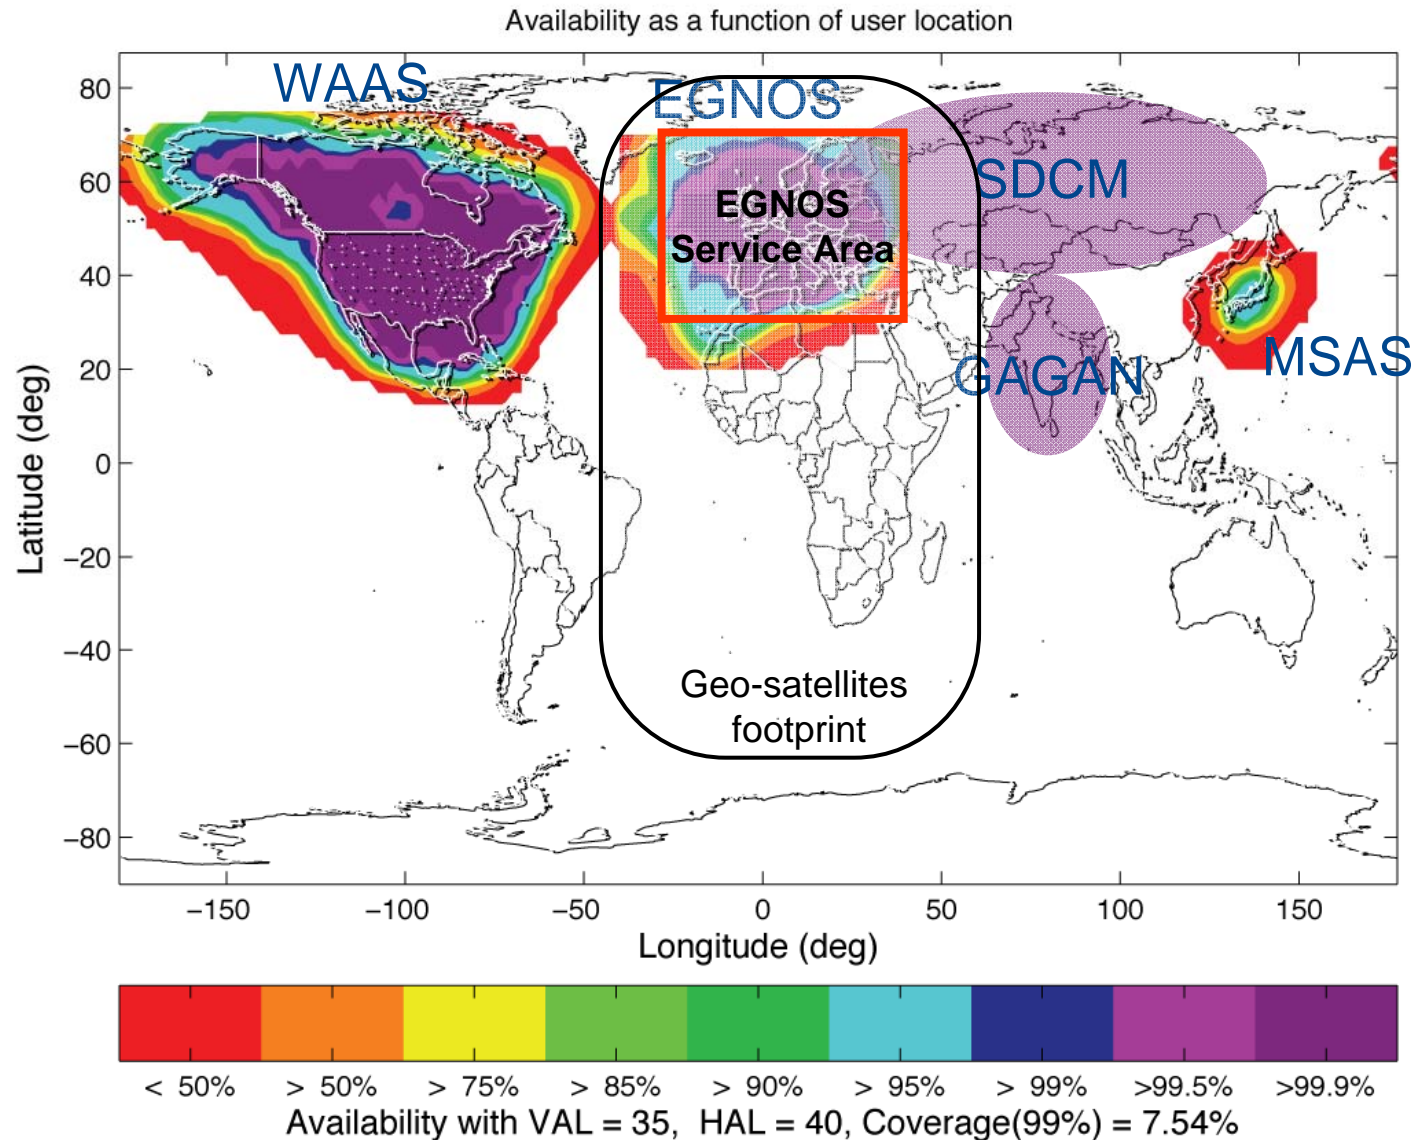 Availability as a function of user location
WAAS
EGNOS
SDCM
EGNOS
Service Area
GAGAN
MSAS
Geo-satellites
footprint
80
60
40
20
0
−20
−40
−60
−80
Latitude (deg)
−150 −100 −50 0 50 100 150
Longitude (deg)
< 50% > 50% > 75% > 85% > 90% > 95% > 99% >99.5% >99.9%
Availability with VAL = 35, HAL = 40, Coverage(99%) = 7.54%